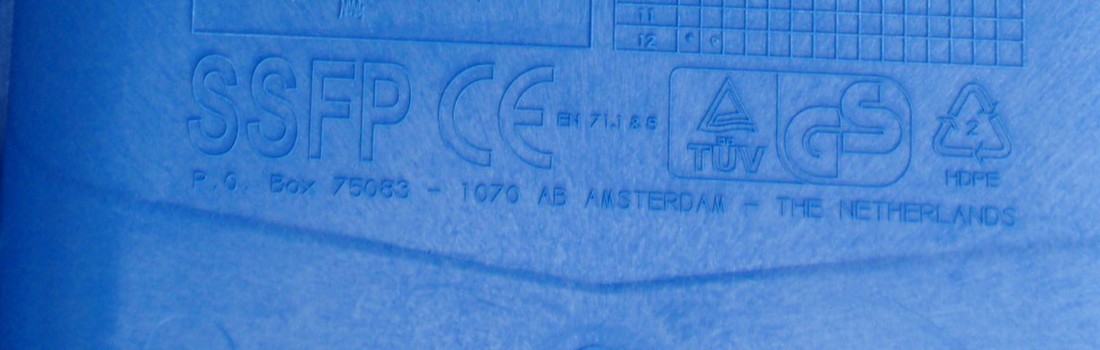 11
12
SSFP CE EN 71.1 & 6 TÜV GS 2
HDPE
P.O. Box 75083 - 1070 AB AMSTERDAM - THE NETHERLANDS